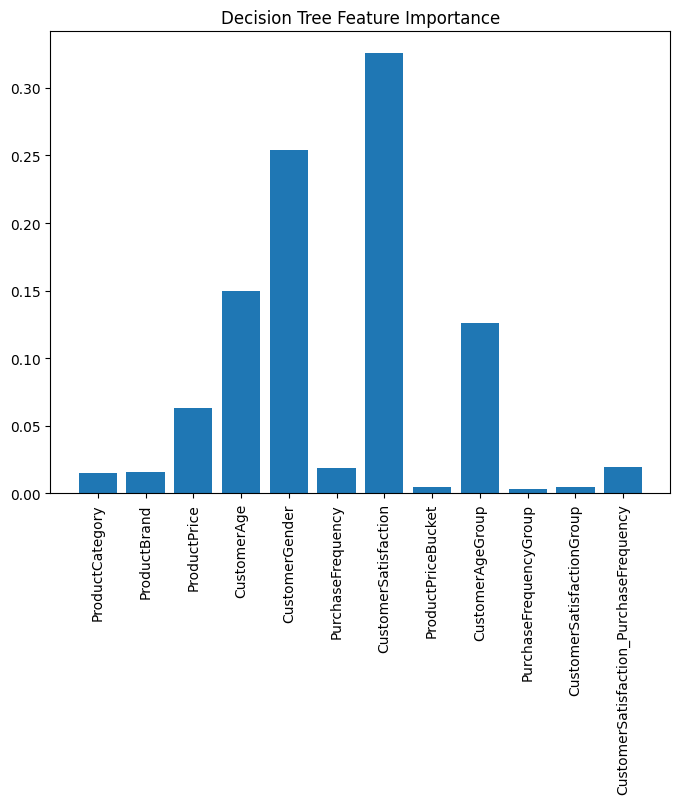 Decision Tree Feature Importance
0.30
0.25
0.20
0.15
0.10
0.05
0.00
ProductCategory
ProductBrand
ProductPrice
CustomerAge
CustomerGender
PurchaseFrequency
CustomerSatisfaction
ProductPriceBucket
CustomerAgeGroup
PurchaseFrequencyGroup
CustomerSatisfactionGroup
CustomerSatisfaction_PurchaseFrequency